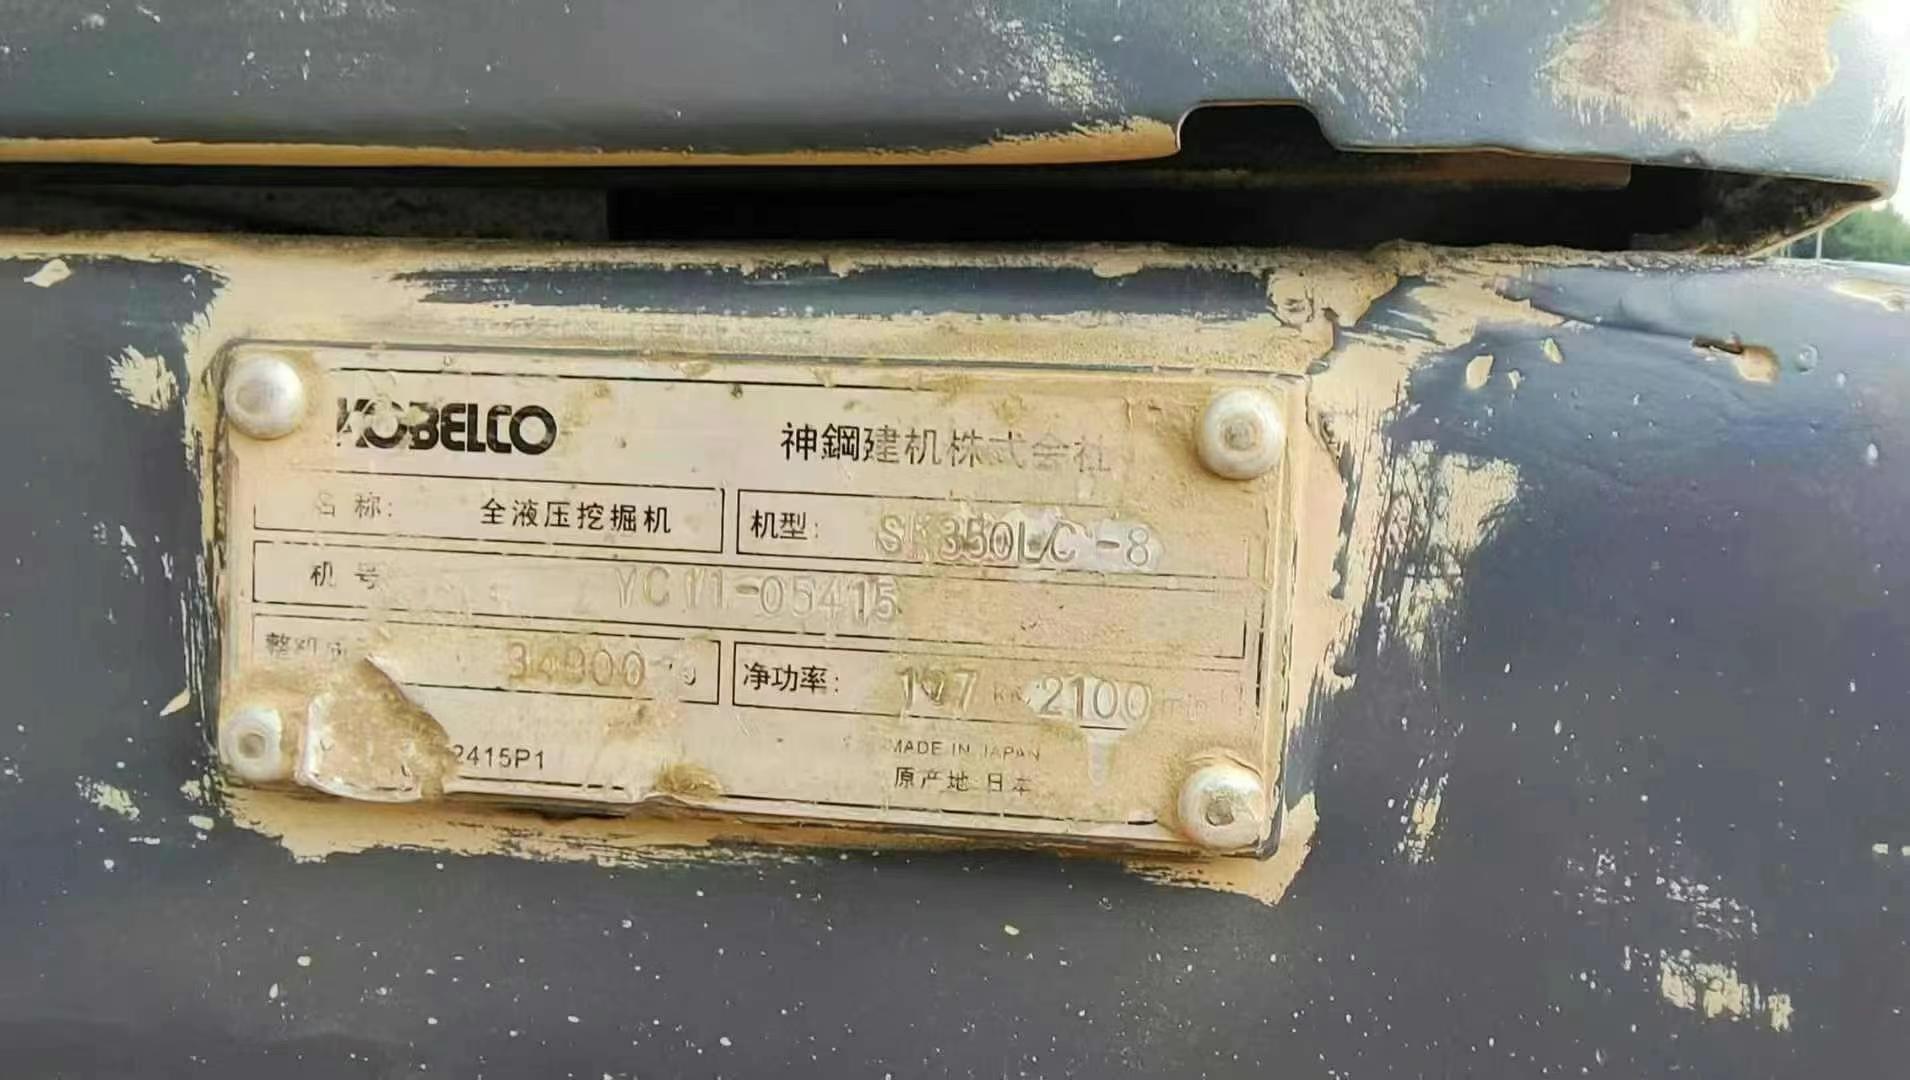 KOBELCO 神鋼建机株式会社
名称: 全液压挖掘机 机型: SK350LC-8
机号 YC11-05415
整机 净功率: 2100
2415P1 MADE IN JAPAN
原产地 日本